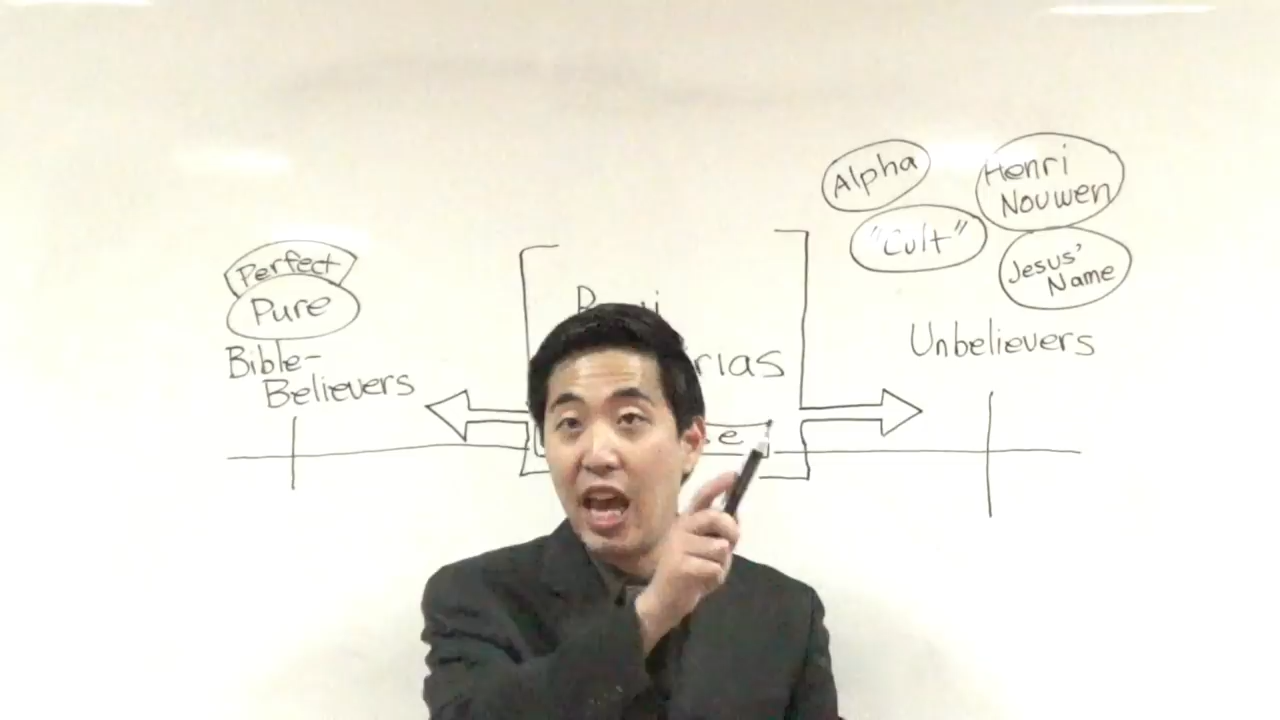 Perfect
Pure
Bible-
Believers
Alpha
"Cult"
Henri
Nouwen
Jesus'
Name
Unbelievers